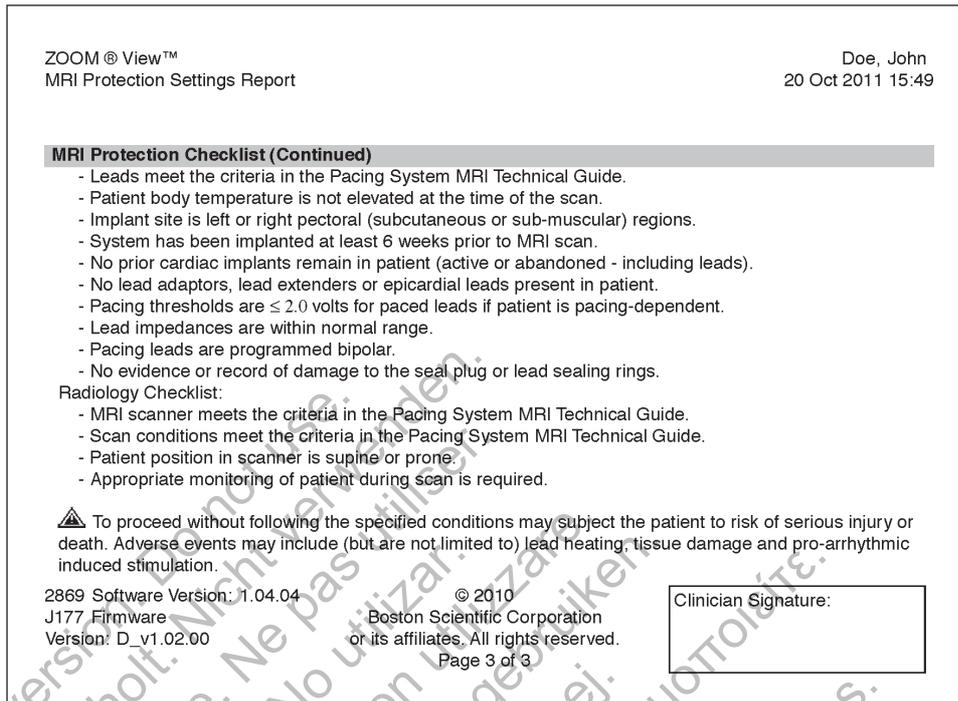 ZOOM ® View™
Doe, John
MRI Protection Settings Report
20 Oct 2011 15:49
MRI Protection Checklist (Continued)
- Leads meet the criteria in the Pacing System MRI Technical Guide.
- Patient body temperature is not elevated at the time of the scan.
- Implant site is left or right pectoral (subcutaneous or sub-muscular) regions.
- System has been implanted at least 6 weeks prior to MRI scan.
- No prior cardiac implants remain in patient (active or abandoned - including leads).
- No lead adaptors, lead extenders or epicardial leads present in patient.
- Pacing thresholds are ≤ 2.0 volts for paced leads if patient is pacing-dependent.
- Lead impedances are within normal range.
- Pacing leads are programmed bipolar.
- No evidence or record of damage to the seal plug or lead sealing rings.
Radiology Checklist:
- MRI scanner meets the criteria in the Pacing System MRI Technical Guide.
- Scan conditions meet the criteria in the Pacing System MRI Technical Guide.
- Patient position in scanner is supine or prone.
- Appropriate monitoring of patient during scan is required.
To proceed without following the specified conditions may subject the patient to risk of serious injury or
death. Adverse events may include (but are not limited to) lead heating, tissue damage and pro-arrhythmic
induced stimulation.
2869 Software Version: 1.04.04
J177 Firmware
Version: D_v1.02.00
© 2010
Boston Scientific Corporation
or its affiliates. All rights reserved.
Page 3 of 3
Clinician Signature:
Do not use.
Nicht verwenden.
Ne pas utiliser.
utilizar.
utilizzare
gebruiken